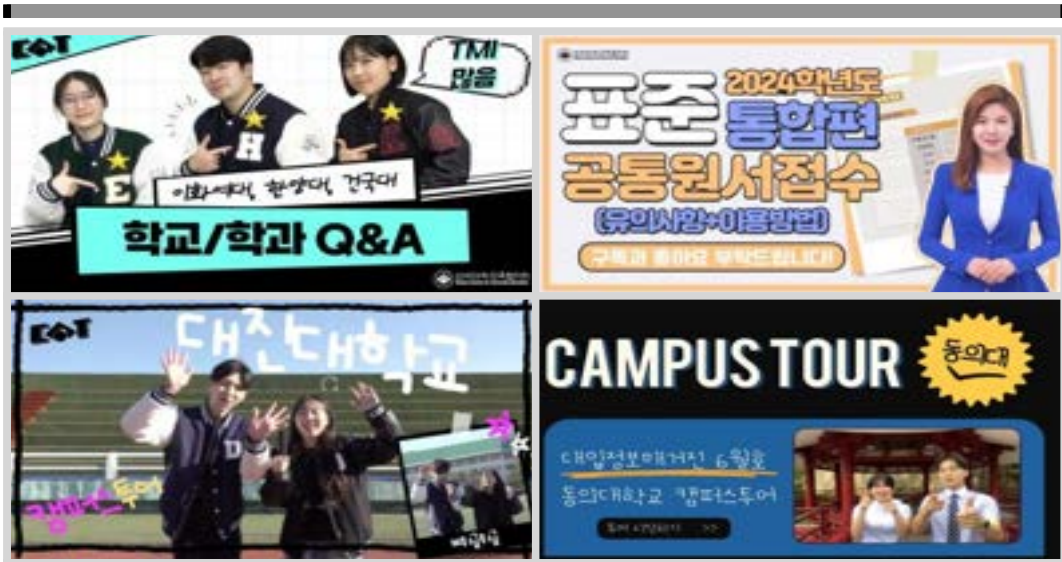 TMI
많음
E
H
이화여대, 한양대, 건국대
학교/학과 Q&A
표준
2024학년도
통합편
공통원서접수
(유의사항+이용방법)
구독과 좋아요 부탁드립니다!
대진대학교
D
캠퍼스투어
CAMPUS TOUR
동의대
대입정보매거진 6월호
동의대학교 캠퍼스투어
>>